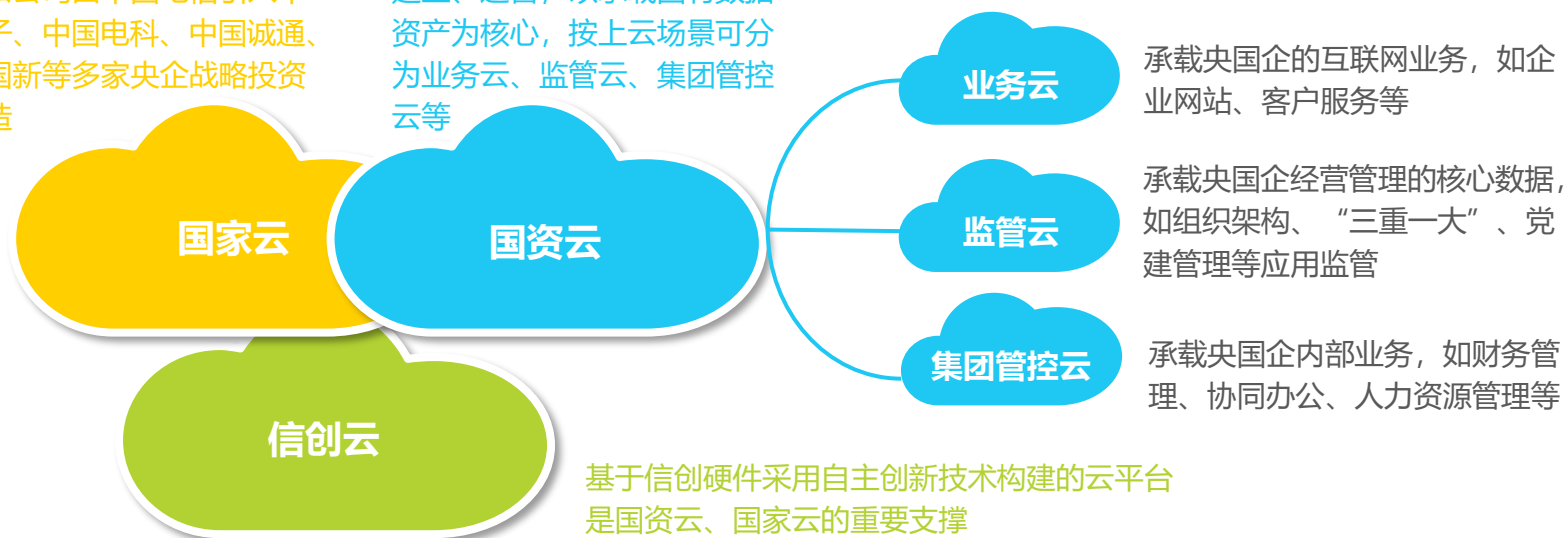 子、中国电科、中国诚通、
国新等多家央企战略投资
造
资产为核心，按上云场景可分
为业务云、监管云、集团管控
云等
国家云
国资云
信创云
业务云
承载央国企的互联网业务，如企
业网站、客户服务等
监管云
承载央国企经营管理的核心数据，
如组织架构、“三重一大”、党
建管理等应用监管
集团管控云
承载央国企内部业务，如财务管
理、协同办公、人力资源管理等
基于信创硬件采用自主创新技术构建的云平台
是国资云、国家云的重要支撑